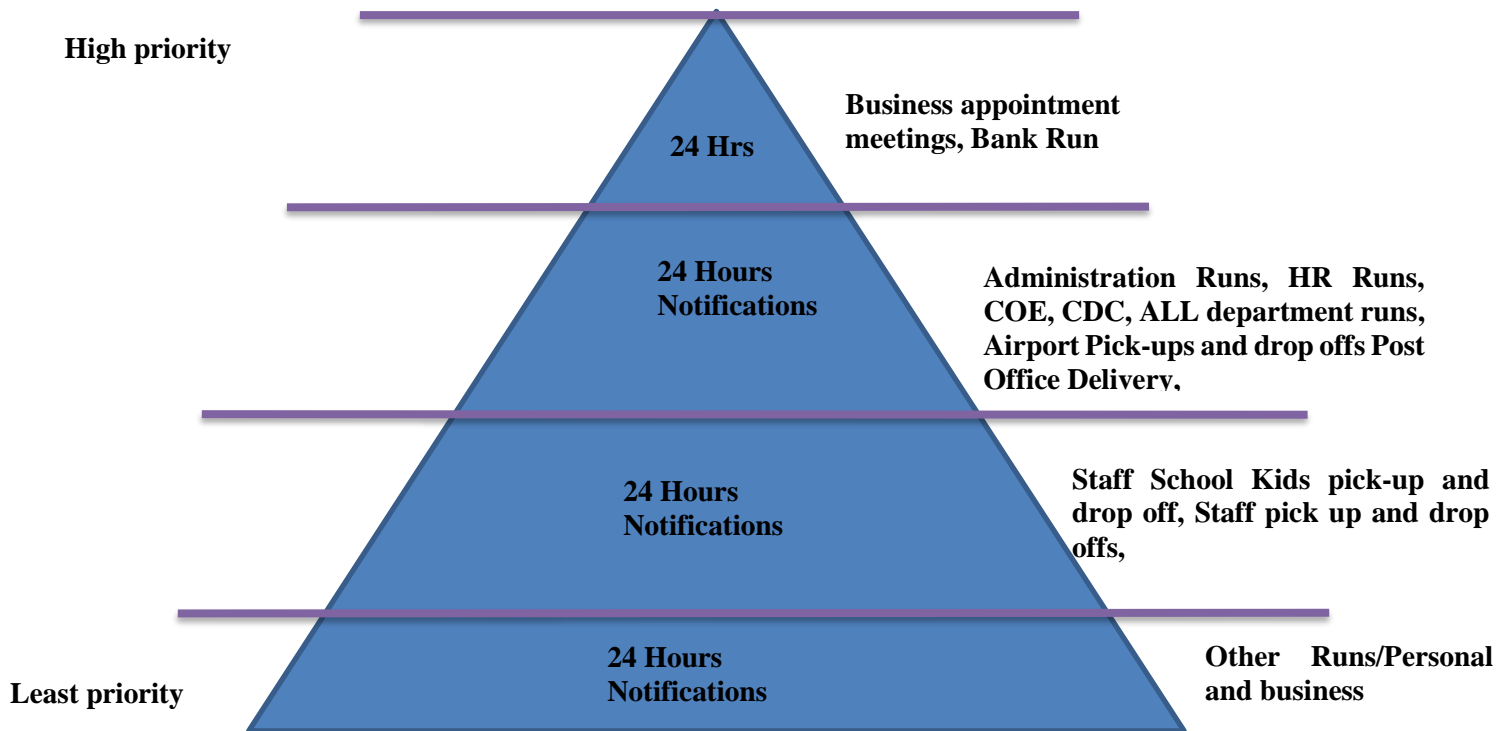 High priority
Business appointment
meetings, Bank Run
24 Hrs
24 Hours
Notifications
Administration Runs, HR Runs,
COE, CDC, ALL department runs,
Airport Pick-ups and drop offs Post
Office Delivery,
24 Hours
Notifications
Staff School Kids pick-up and
drop off, Staff pick up and drop
offs,
24 Hours
Notifications
Other Runs/Personal
and business
Least priority